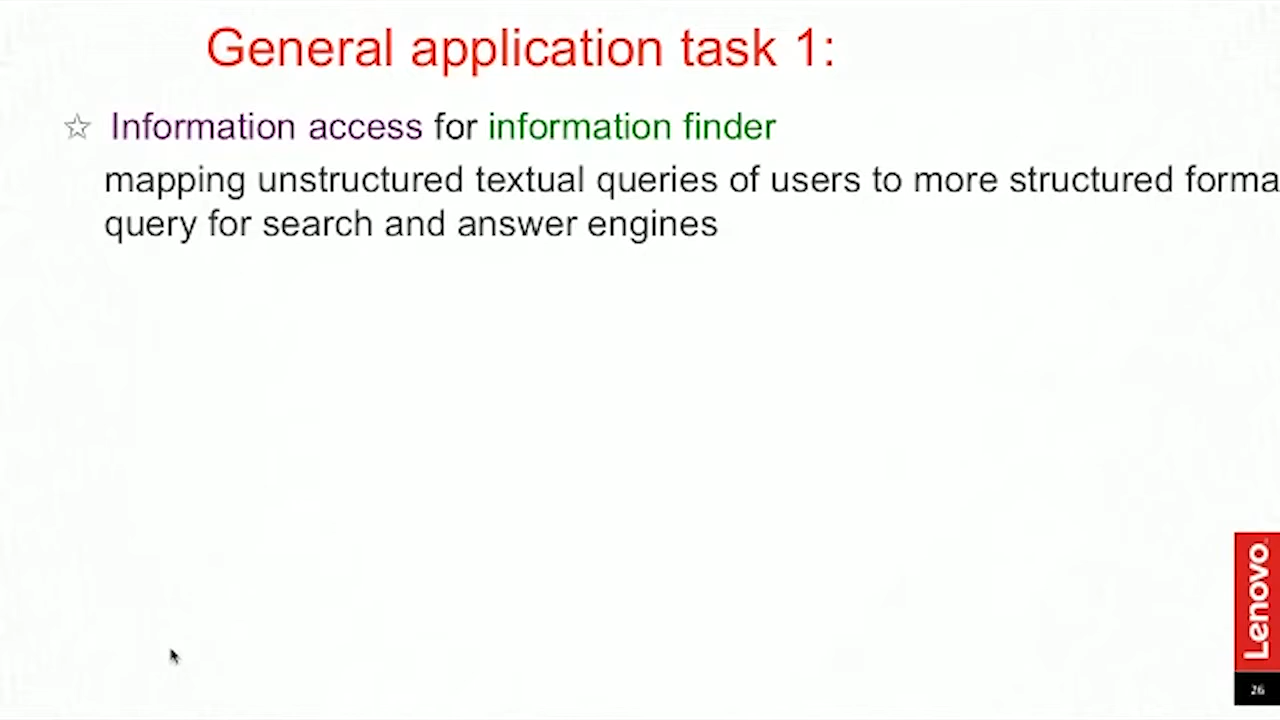 General application task 1:
Information access for information finder
mapping unstructured textual queries of users to more structured forma
query for search and answer engines
Lenovo
26